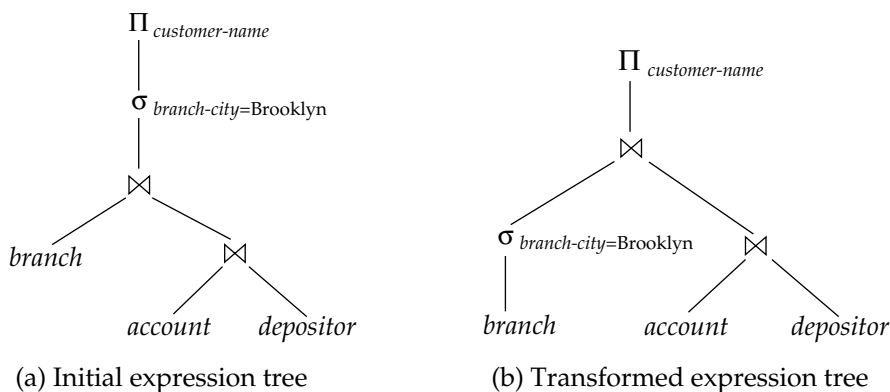 Π customer-name
σ branch-city=Brooklyn
⋈
branch
⋈
account depositor
(a) Initial expression tree
Π customer-name
⋈
σ branch-city=Brooklyn
⋈
branch
account depositor
(b) Transformed expression tree